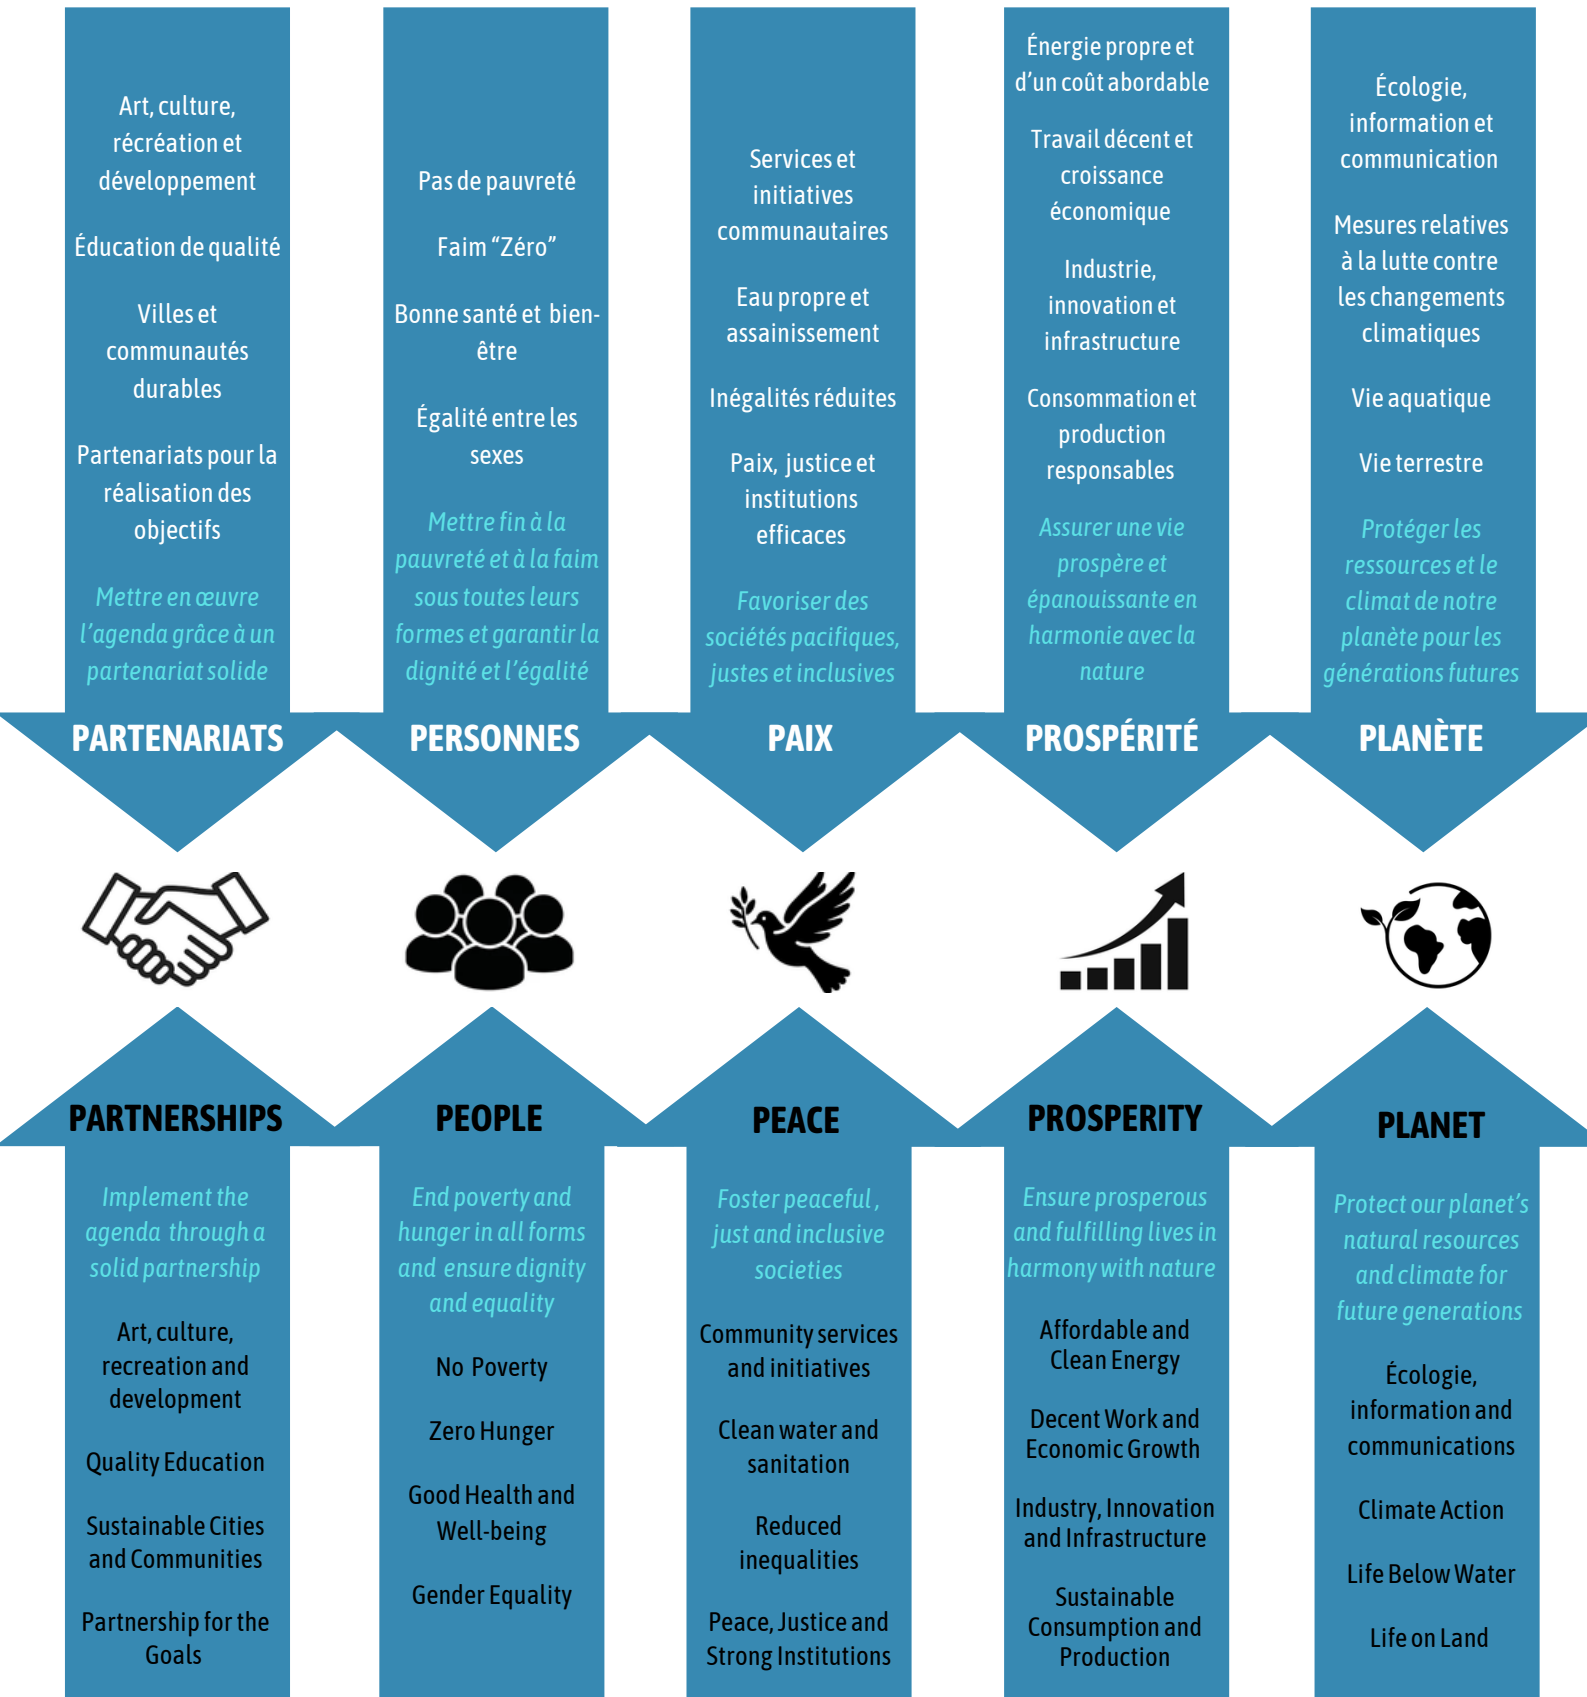 Art, culture,
récréation et
développement
Éducation de qualité
Villes et
communautés
durables
Partenariats pour la
réalisation des
objectifs
Mettre en œuvre
l’agenda grâce à un
partenariat solide
PARTENARIATS
Pas de pauvreté
Faim “Zéro”
Bonne santé et bien-
être
Égalité entre les
sexes
Mettre fin à la
pauvreté et à la faim
sous toutes leurs
formes et garantir la
dignité et l’égalité
PERSONNES
Services et
initiatives
communautaires
Eau propre et
assainissement
Inégalités réduites
Paix, justice et
institutions
efficaces
Favoriser des
sociétés pacifiques,
justes et inclusives
PAIX
Énergie propre et
d’un coût abordable
Travail décent et
croissance
économique
Industrie,
innovation et
infrastructure
Consommation et
production
responsables
Assurer une vie
prospère et
épanouissante en
harmonie avec la
nature
PROSPÉRITÉ
Écologie,
information et
communication
Mesures relatives
à la lutte contre
les changements
climatiques
Vie aquatique
Vie terrestre
Protéger les
ressources et le
climat de notre
planète pour les
générations futures
PLANÈTE
PARTNERSHIPS
Implement the
agenda through a
solid partnership
Art, culture,
recreation and
development
Quality Education
Sustainable Cities
and Communities
Partnership for the
Goals
PEOPLE
End poverty and
hunger in all forms
and ensure dignity
and equality
No Poverty
Zero Hunger
Good Health and
Well-being
Gender Equality
PEACE
Foster peaceful ,
just and inclusive
societies
Community services
and initiatives
Clean water and
sanitation
Reduced
inequalities
Peace, Justice and
Strong Institutions
PROSPERITY
Ensure prosperous
and fulfilling lives in
harmony with nature
Affordable and
Clean Energy
Decent Work and
Economic Growth
Industry, Innovation
and Infrastructure
Sustainable
Consumption and
Production
PLANET
Protect our planet’s
natural resources
and climate for
future generations
Écologie,
information and
communications
Climate Action
Life Below Water
Life on Land